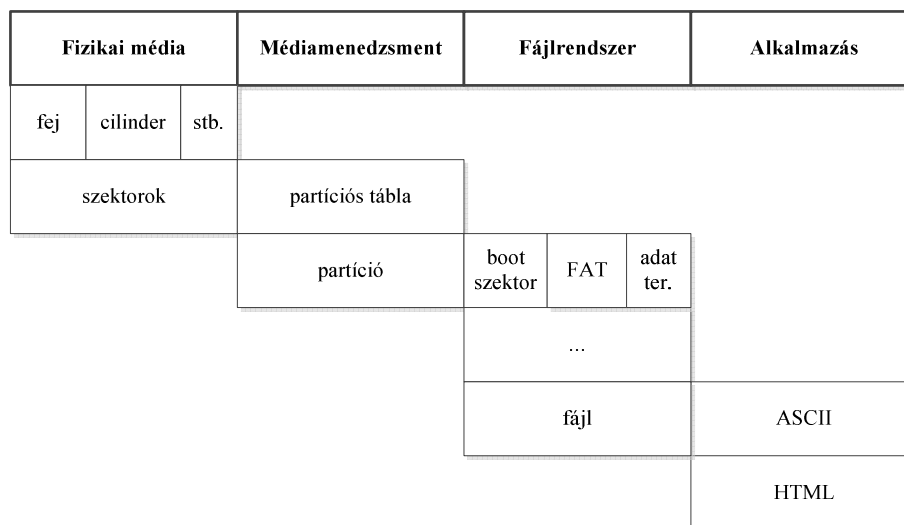 Fizikai média
Médiamenedzsment
Fájlrendszer
Alkalmazás
fej
cilinder
stb.
szektorok
partíciós tábla
partíció
boot
szektor
FAT
adat
ter.
...
fájl
ASCII
HTML